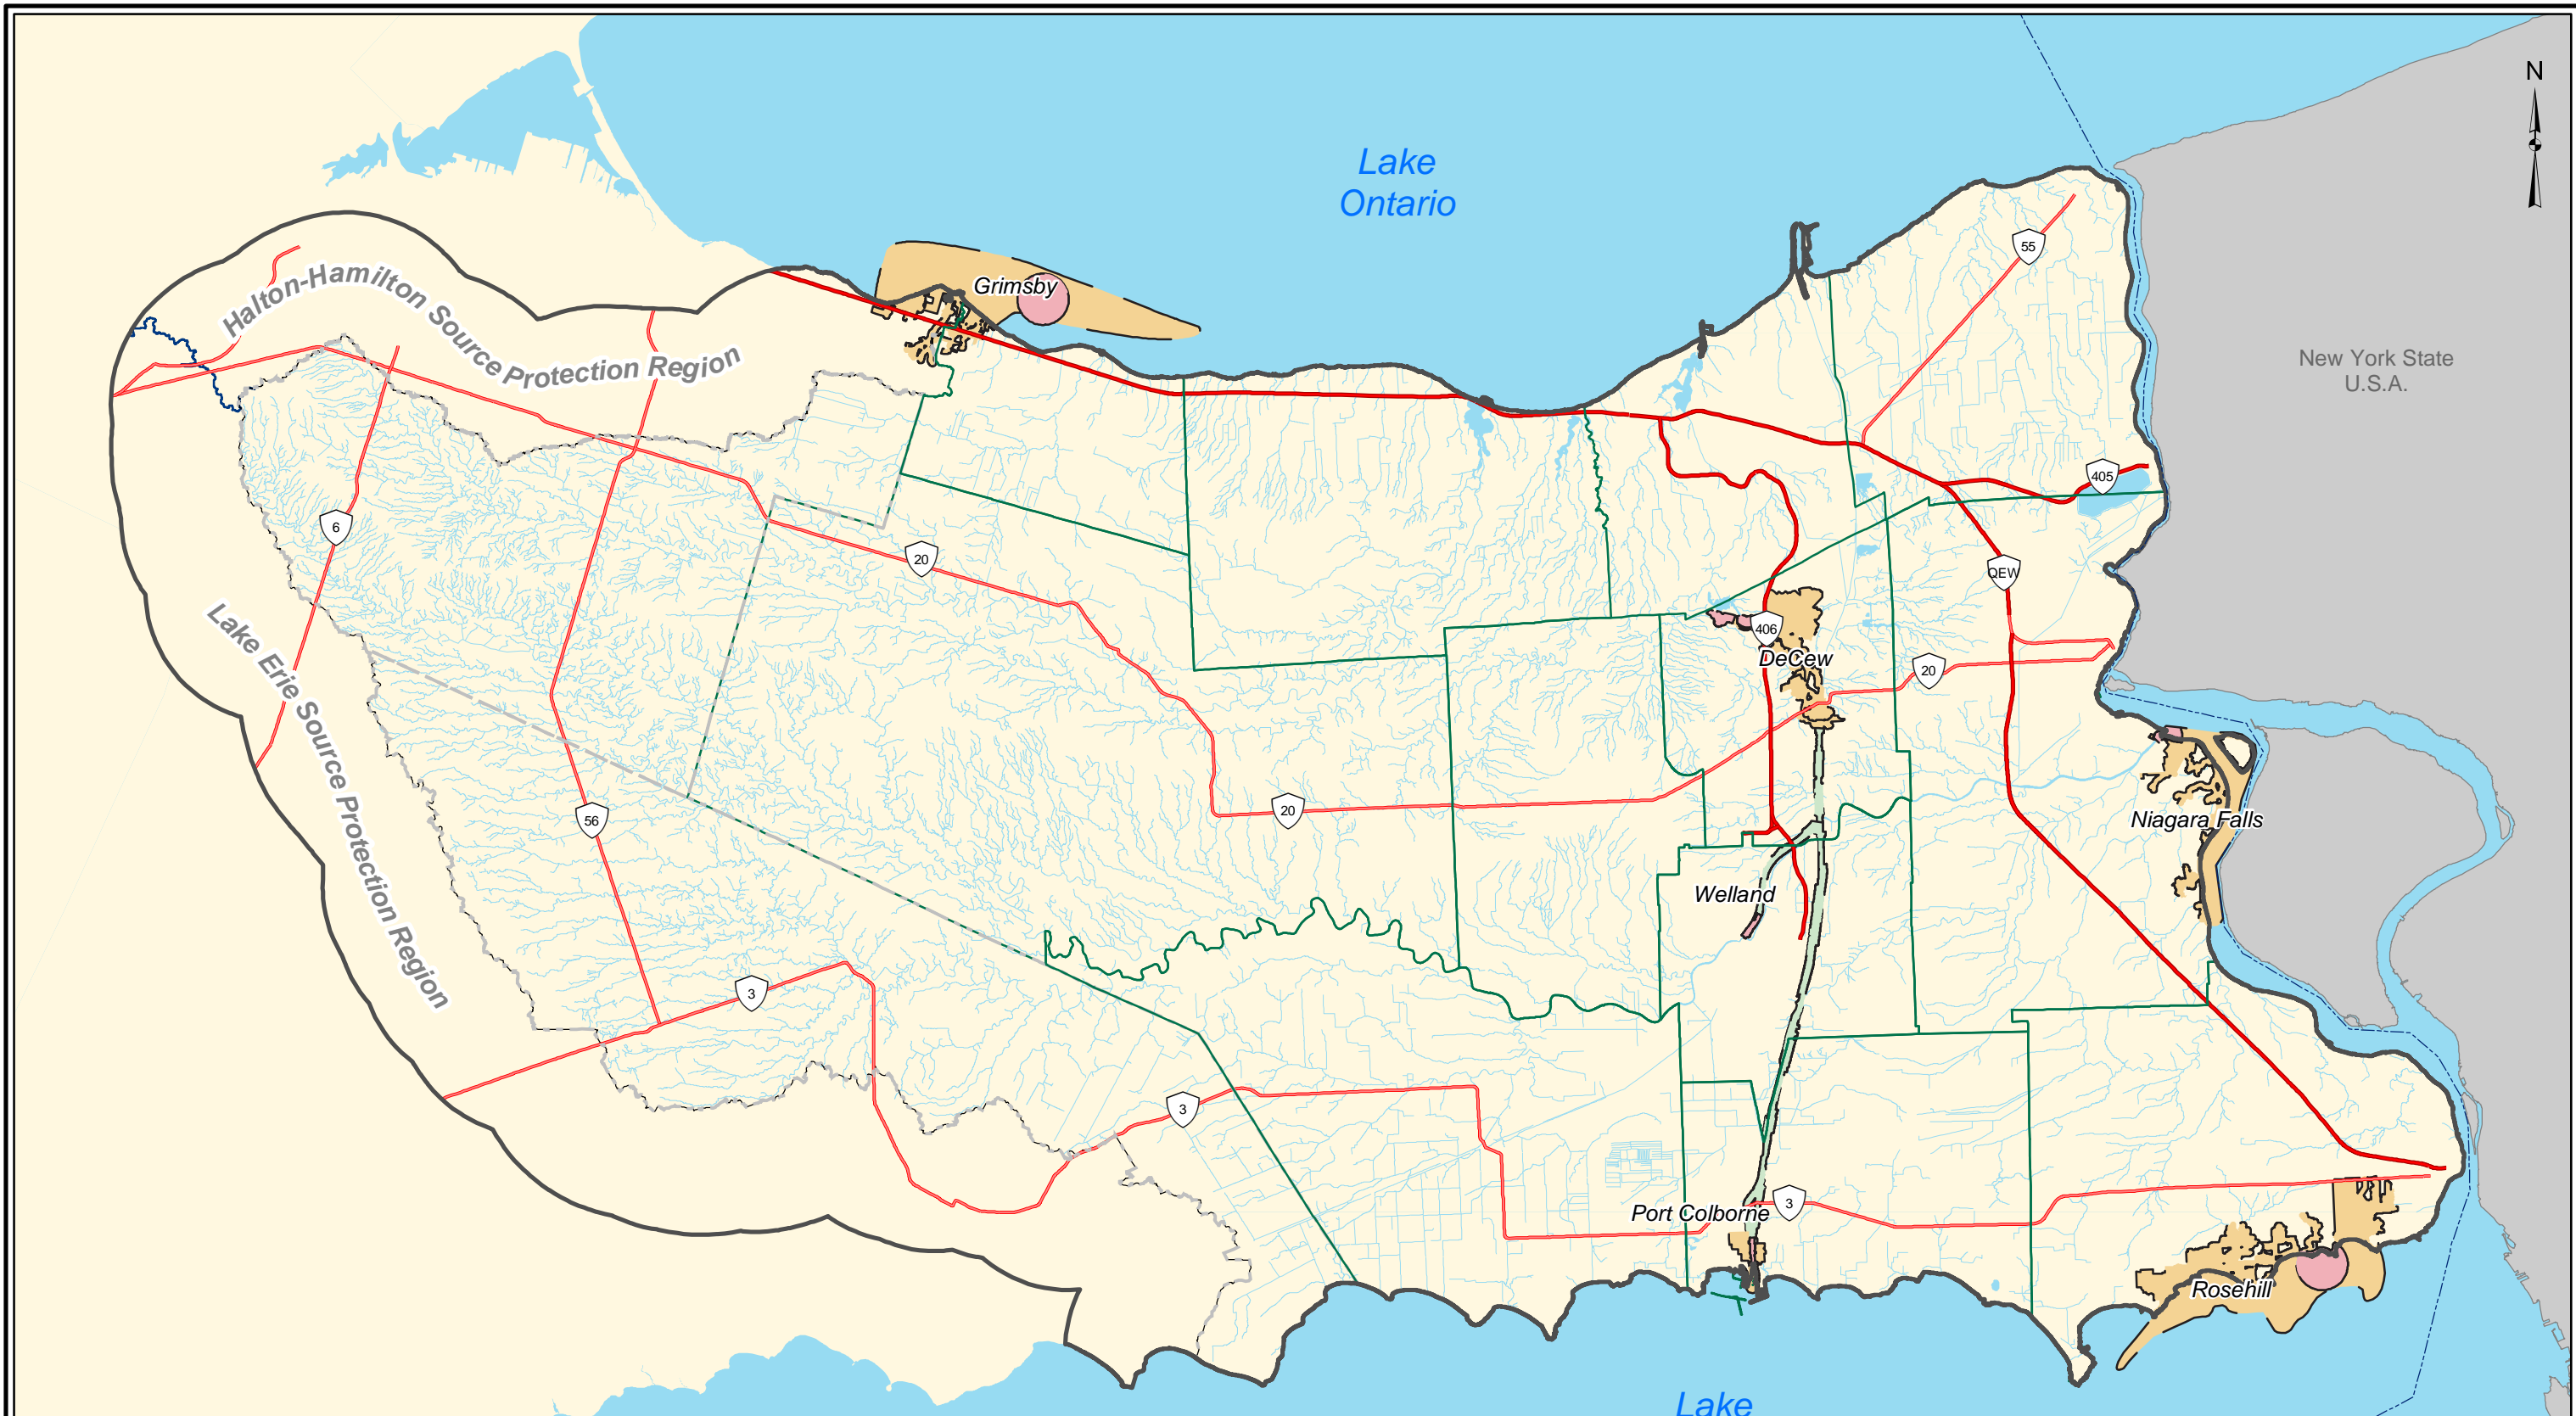 N
Lake
Ontario
Grimsby
55
Halton-Hamilton Source Protection Region
New York State
U.S.A.
405
6
20
QEW
406
DeCew
20
Lake Erie Source Protection Region
20
56
Niagara Falls
Welland
3
3
Port Colborne
3
Rosehill
Lake